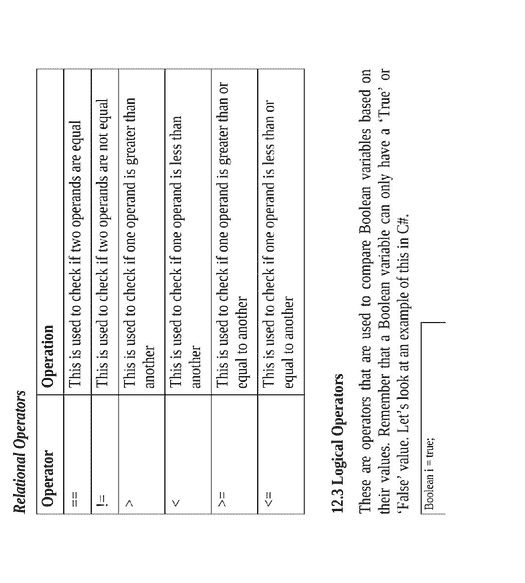 Relational Operators
Operator Operation
== This is used to check if two operands are equal
!= This is used to check if two operands are not equal
> This is used to check if one operand is greater than
another
< This is used to check if one operand is less than
another
>= This is used to check if one operand is greater than or
equal to another
<= This is used to check if one operand is less than or
equal to another
12.3 Logical Operators
These are operators that are used to compare Boolean variables based on
their values. Remember that a Boolean variable can only have a ‘True’ or
‘False’ value. Let’s look at an example of this in C#.
Boolean i = true;